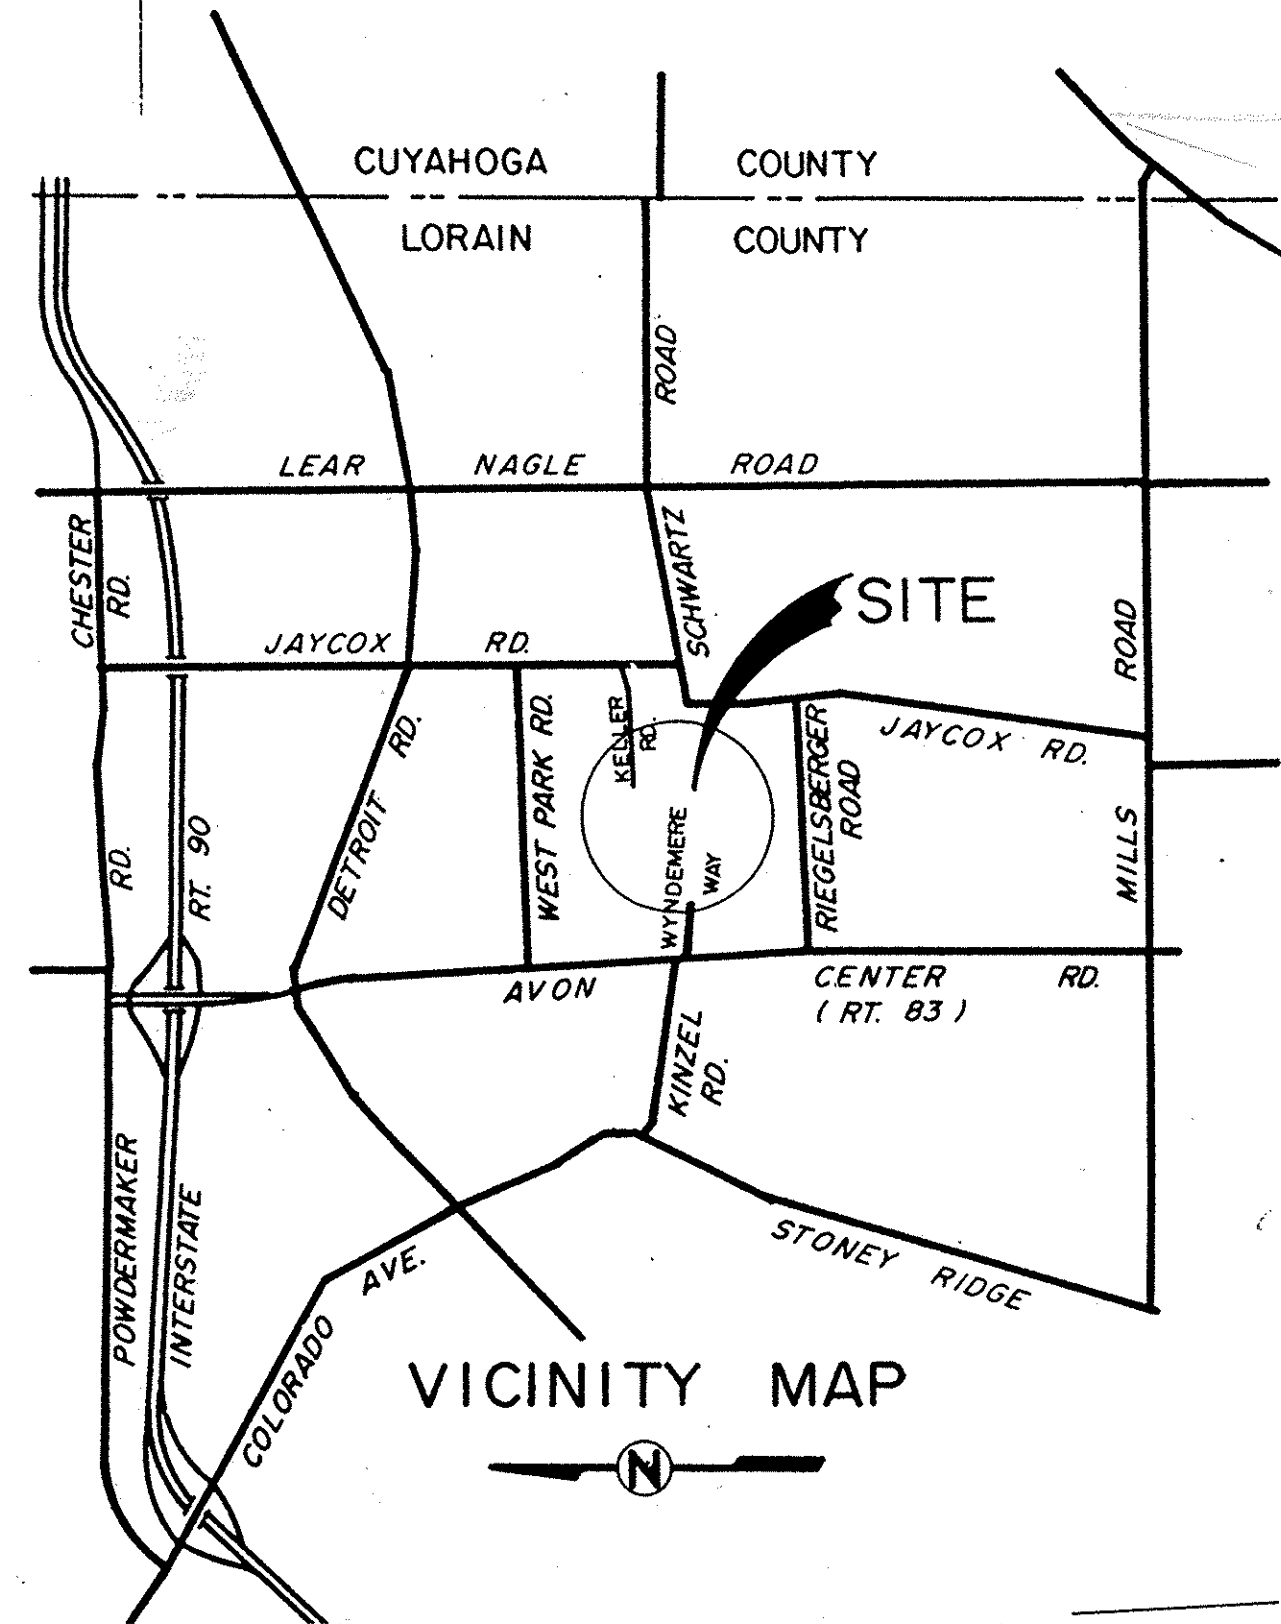 CUYAHOGA COUNTY
LORAIN COUNTY
ROAD
LEAR NAGLE ROAD
CHESTER
RD.
SCHWARTZ
SITE
JAYCOX RD.
ROAD
KELLER
RD.
WEST PARK RD.
DETROIT RD.
RIEGELSBERGER
ROAD
JAYCOX RD.
RD.
RT. 90
WYNDEMERE
WAY
MILLS
AVON
CENTER RD.
( RT. 83 )
KINZEL
RD.
POWDERMAKER
INTERSTATE
STONEY RIDGE
COLORADO AVE.
VICINITY MAP
N